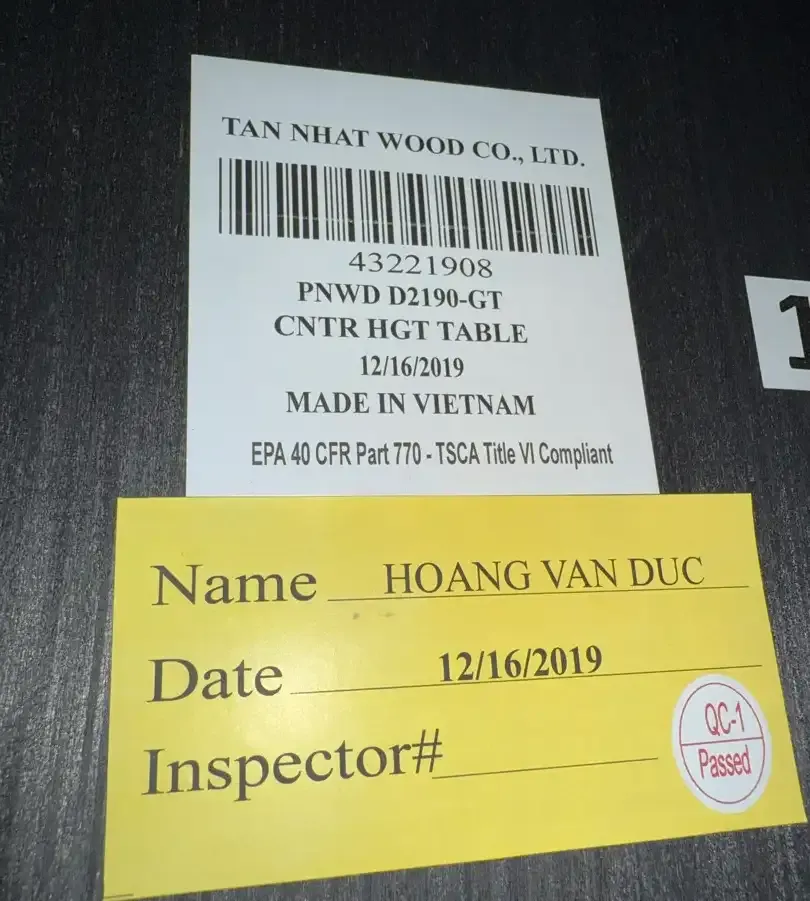 TAN NHAT WOOD CO., LTD.
43221908
PNWD D2190-GT
CNTR HGT TABLE
12/16/2019
MADE IN VIETNAM
EPA 40 CFR Part 770 - TSCA Title VI Compliant
1
Name HOANG VAN DUC
Date 12/16/2019
Inspector#
QC-1
Passed